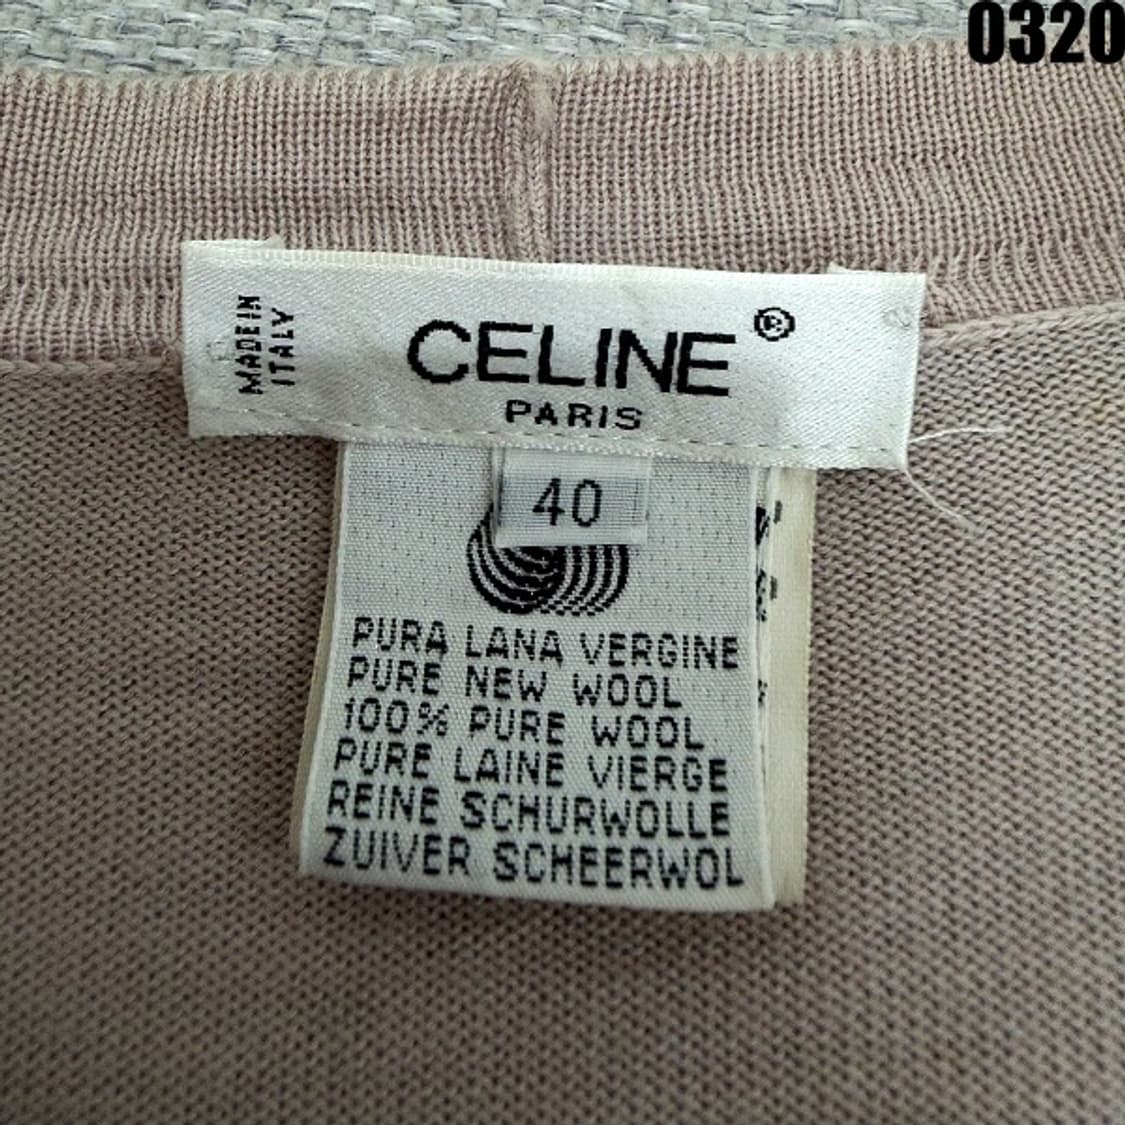 0320
MADE IN
ITALY
CELINE ®
PARIS
40
PURA LANA VERGINE
PURE NEW WOOL
100% PURE WOOL
PURE LAINE VIERGE
REINE SCHURWOLLE
ZUIVER SCHEERWOL